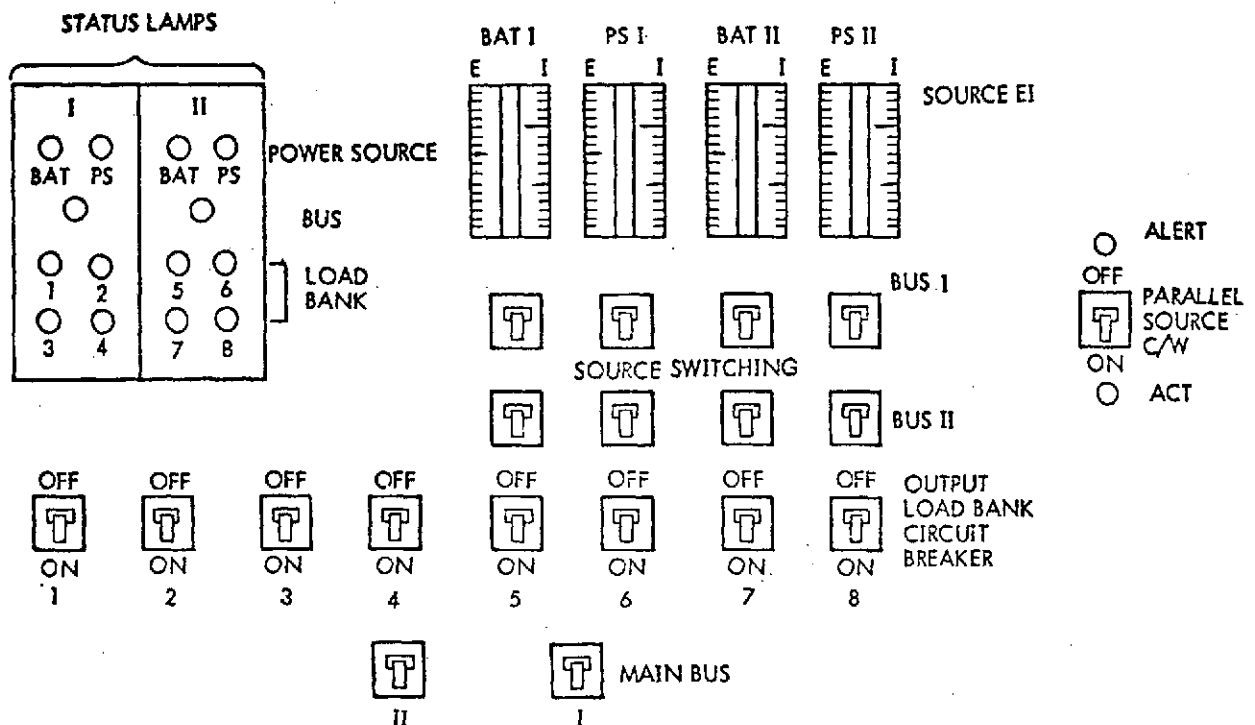 STATUS LAMPS
I II
BAT PS BAT PS
POWER SOURCE
BUS
1 2 5 6
3 4 7 8
LOAD
BANK
BAT I PS I BAT II PS II
E I E I E I E I
SOURCE EI
BUS I
SOURCE SWITCHING
BUS II
ALERT
OFF
PARALLEL
SOURCE
C/W
ON
ACT
OFF OFF OFF OFF OFF OFF OFF OFF
ON ON ON ON ON ON ON ON
1 2 3 4 5 6 7 8
OUTPUT
LOAD BANK
CIRCUIT
BREAKER
MAIN BUS
II I